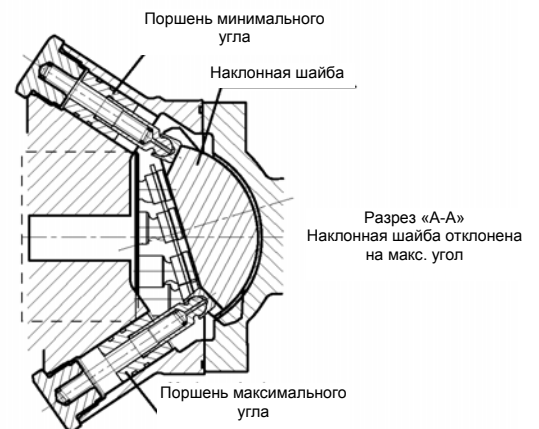 Поршень минимального
угла
Наклонная шайба
Разрез «А-А»
Наклонная шайба отклонена
на макс. угол
Поршень максимального
угла